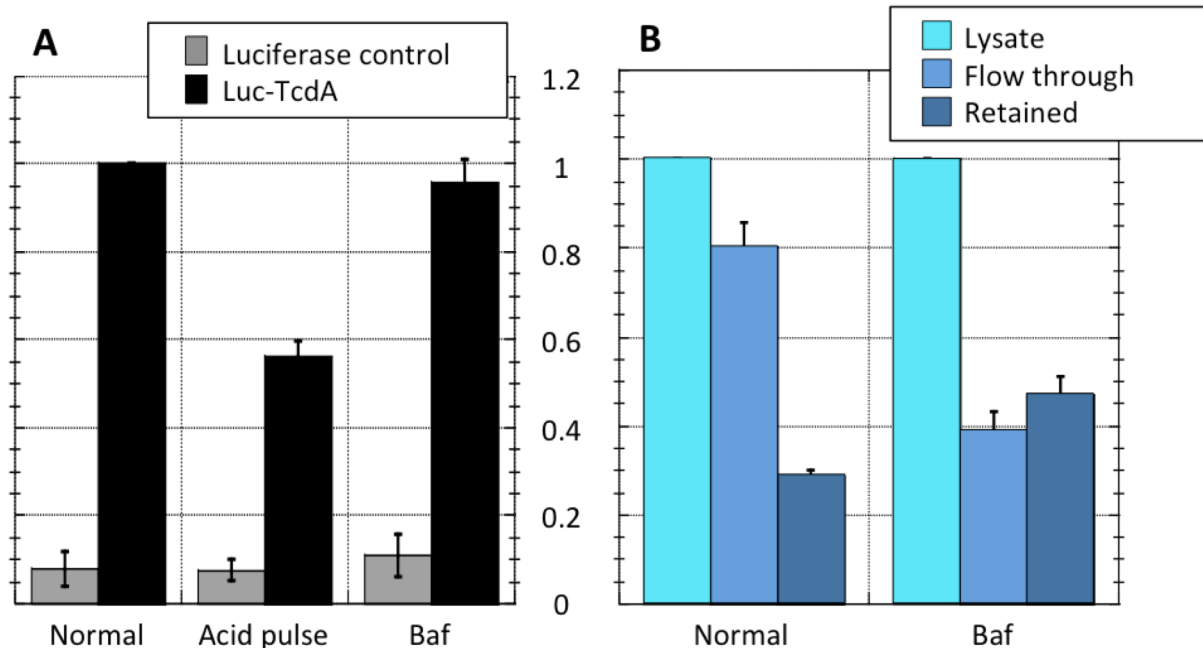 A
Luciferase control
Luc-TcdA
B
Lysate
Flow through
Retained
1.2
1
0.8
0.6
0.4
0.2
0
Normal
Acid pulse
Baf
Normal
Baf